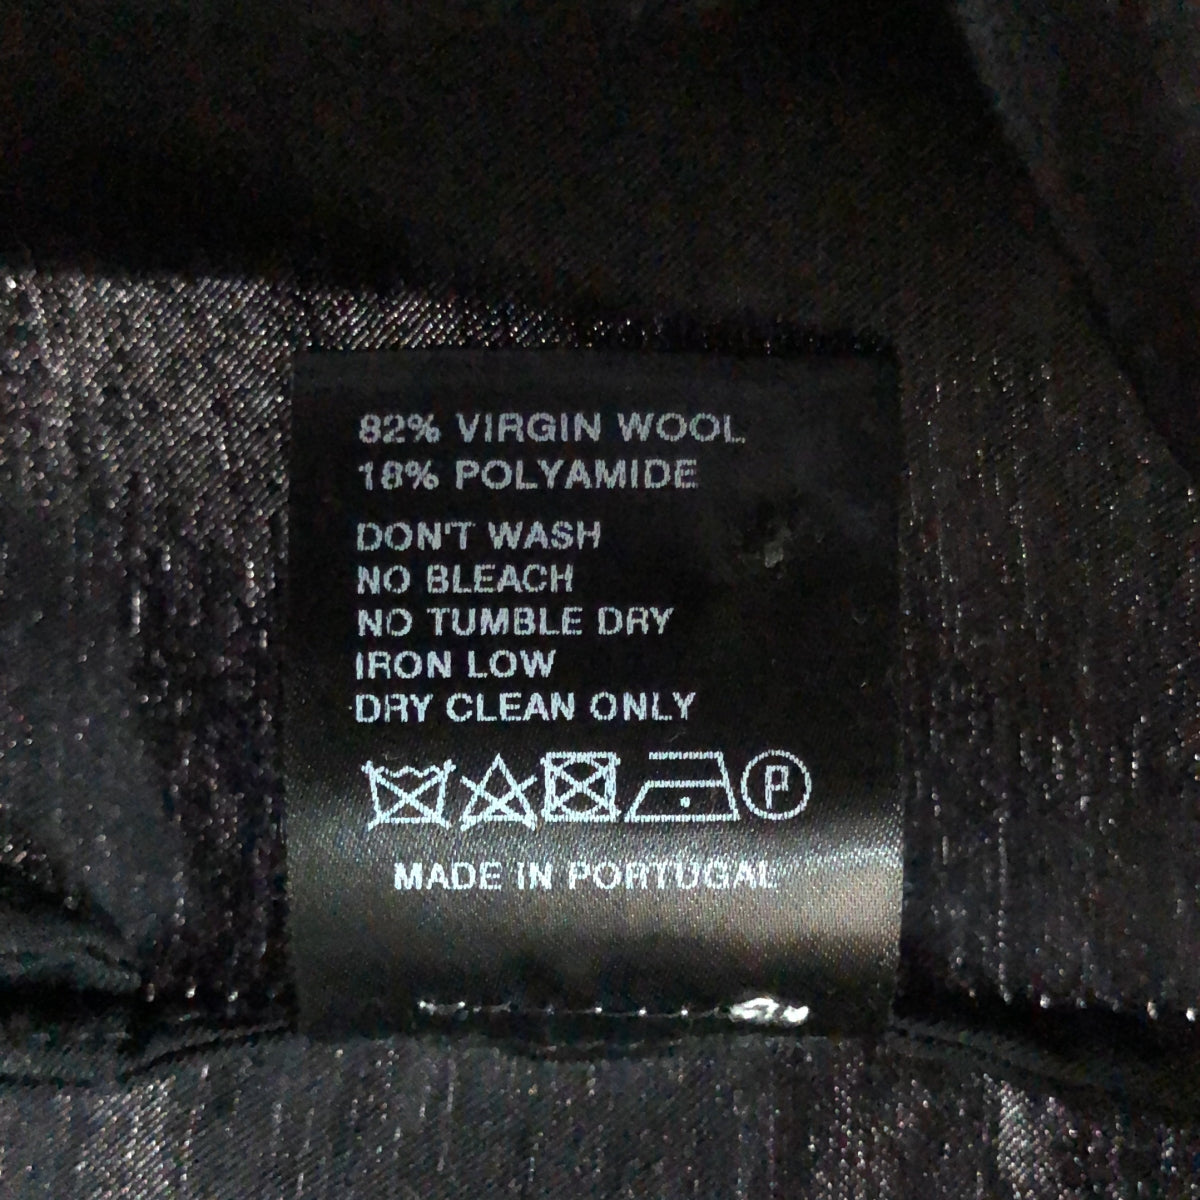 82% VIRGIN WOOL
18% POLYAMIDE
DON'T WASH
NO BLEACH
NO TUMBLE DRY
IRON LOW
DRY CLEAN ONLY
P
MADE IN PORTUGAL